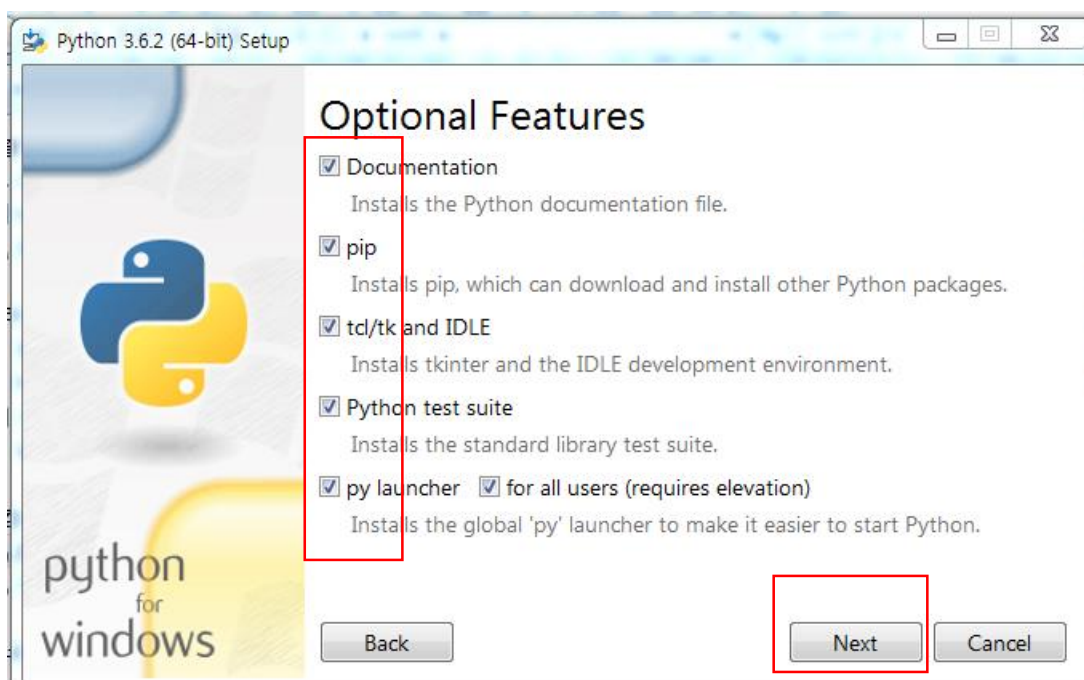 Python 3.6.2 (64-bit) Setup
Optional Features
Documentation
Installs the Python documentation file.
pip
Installs pip, which can download and install other Python packages.
tcl/tk and IDLE
Installs tkinter and the IDLE development environment.
Python test suite
Installs the standard library test suite.
py launcher for all users (requires elevation)
Installs the global 'py' launcher to make it easier to start Python.
python
for
windows
Back Next Cancel